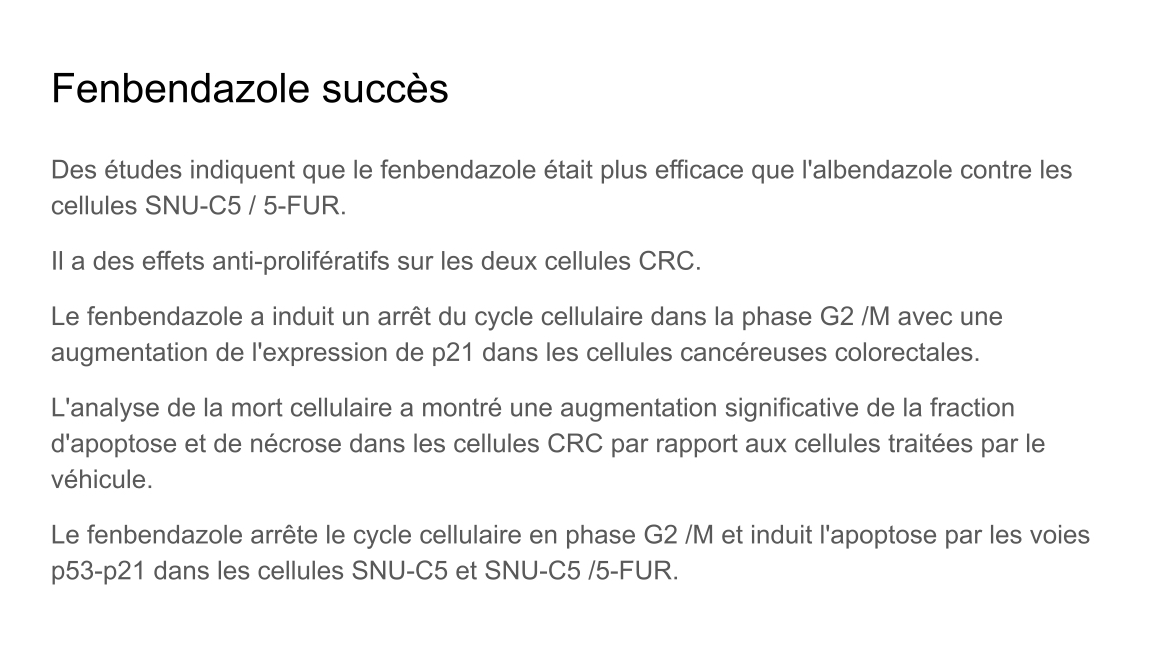 Fenbendazole succès
Des études indiquent que le fenbendazole était plus efficace que l'albendazole contre les
cellules SNU-C5 / 5-FUR.
Il a des effets anti-prolifératifs sur les deux cellules CRC.
Le fenbendazole a induit un arrêt du cycle cellulaire dans la phase G2 /M avec une
augmentation de l'expression de p21 dans les cellules cancéreuses colorectales.
L'analyse de la mort cellulaire a montré une augmentation significative de la fraction
d'apoptose et de nécrose dans les cellules CRC par rapport aux cellules traitées par le
véhicule.
Le fenbendazole arrête le cycle cellulaire en phase G2 /M et induit l'apoptose par les voies
p53-p21 dans les cellules SNU-C5 et SNU-C5 /5-FUR.